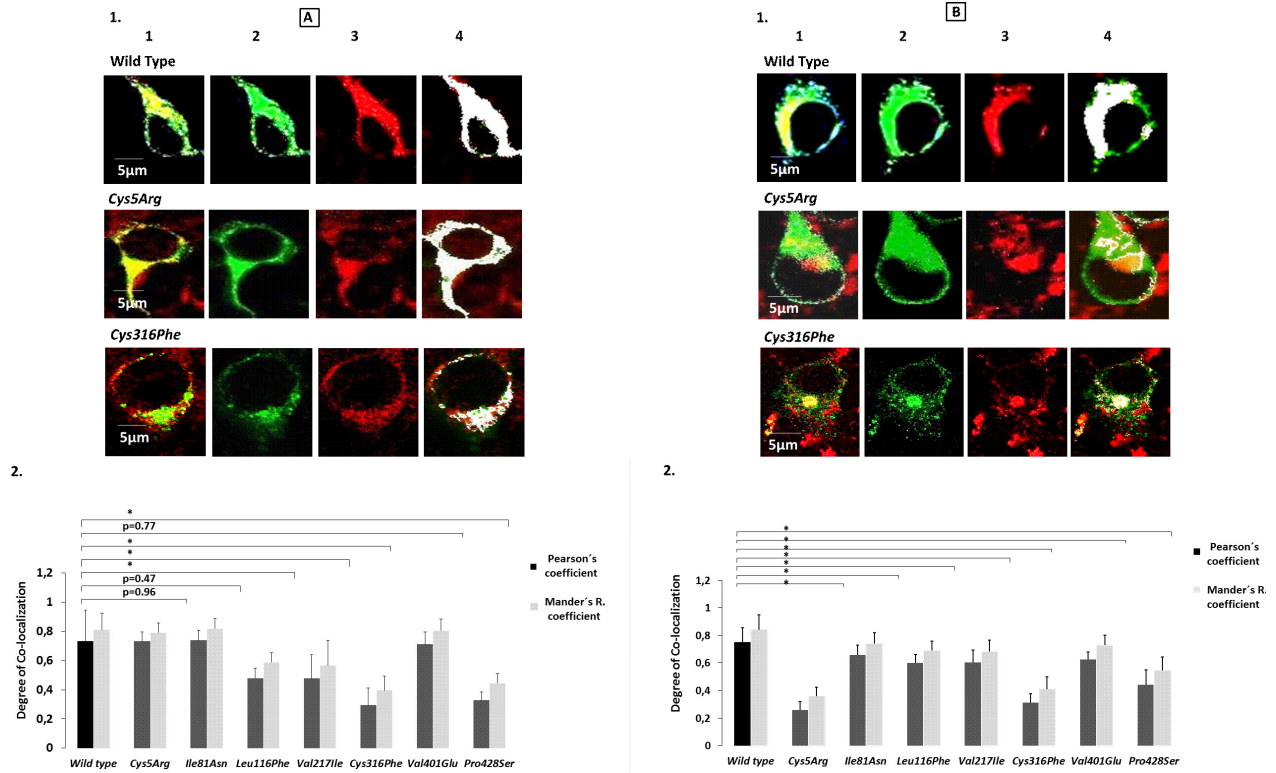 1.
A
1 2 3 4
Wild Type
5µm
Cys5Arg
5µm
Cys316Phe
5µm
2.
*
p=0.77
*
*
*
p=0.47
p=0.96
Degree of Co-localization
1,2
1
0,8
0,6
0,4
0,2
0
Wild type Cys5Arg Ile81Asn Leu116Phe Val217Ile Cys316Phe Val401Glu Pro428Ser
Pearson´s
coefficient
Mander´s R.
coefficient
1.
B
1 2 3 4
Wild Type
5µm
Cys5Arg
5µm
Cys316Phe
5µm
2.
*
*
*
*
*
*
*
Degree of Co-localization
1,2
1
0,8
0,6
0,4
0,2
0
Wild type Cys5Arg Ile81Asn Leu116Phe Val217Ile Cys316Phe Val401Glu Pro428Ser
Pearson´s
coefficient
Mander´s R.
coefficient